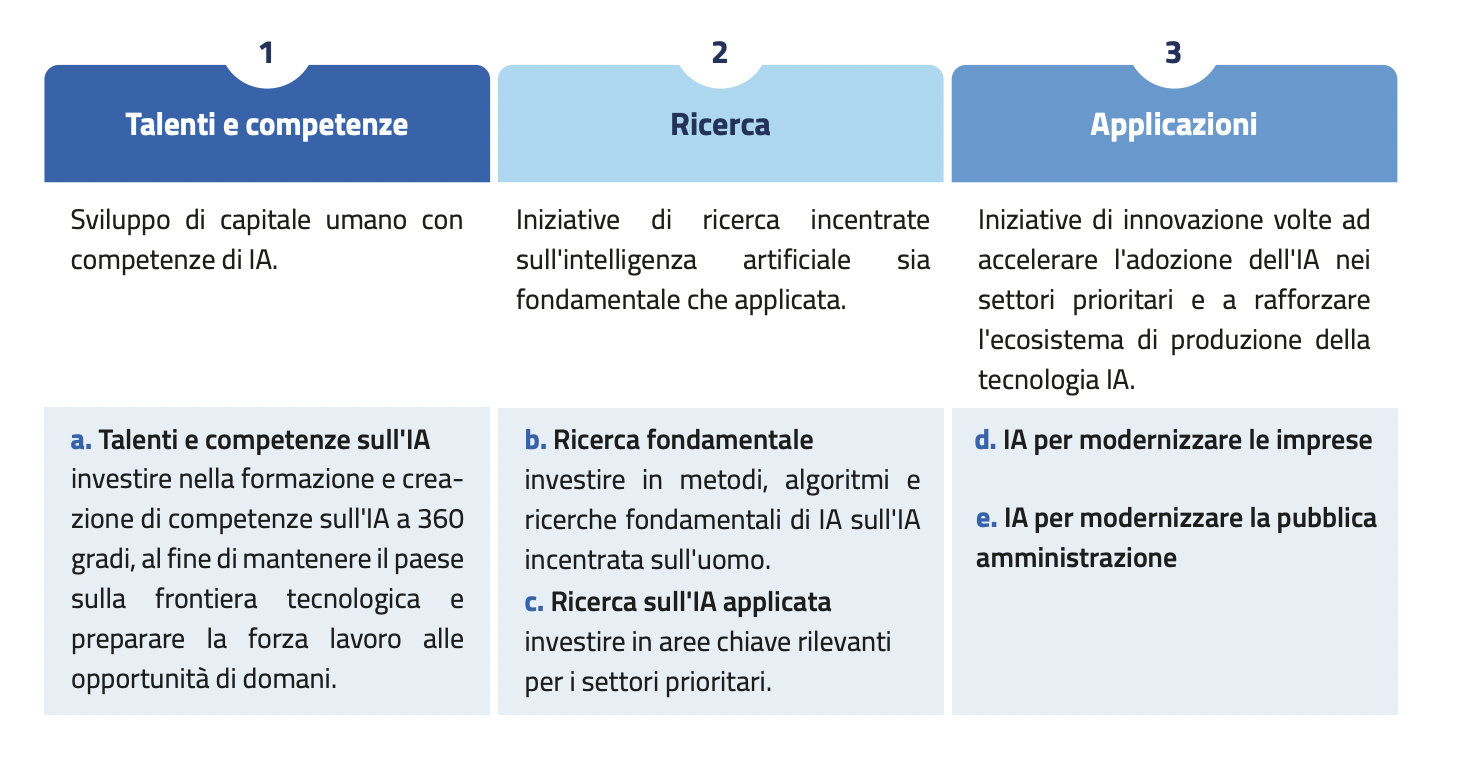 1
Talenti e competenze
Sviluppo di capitale umano con
competenze di IA.
a. Talenti e competenze sull'IA
investire nella formazione e crea-
zione di competenze sull'IA a 360
gradi, al fine di mantenere il paese
sulla frontiera tecnologica e
preparare la forza lavoro alle
opportunità di domani.
2
Ricerca
Iniziative di ricerca incentrate
sull'intelligenza artificiale sia
fondamentale che applicata.
b. Ricerca fondamentale
investire in metodi, algoritmi e
ricerche fondamentali di IA sull'IA
incentrata sull'uomo.
c. Ricerca sull'IA applicata
investire in aree chiave rilevanti
per i settori prioritari.
3
Applicazioni
Iniziative di innovazione volte ad
accelerare l'adozione dell'IA nei
settori prioritari e a rafforzare
l'ecosistema di produzione della
tecnologia IA.
d. IA per modernizzare le imprese
e. IA per modernizzare la pubblica
amministrazione